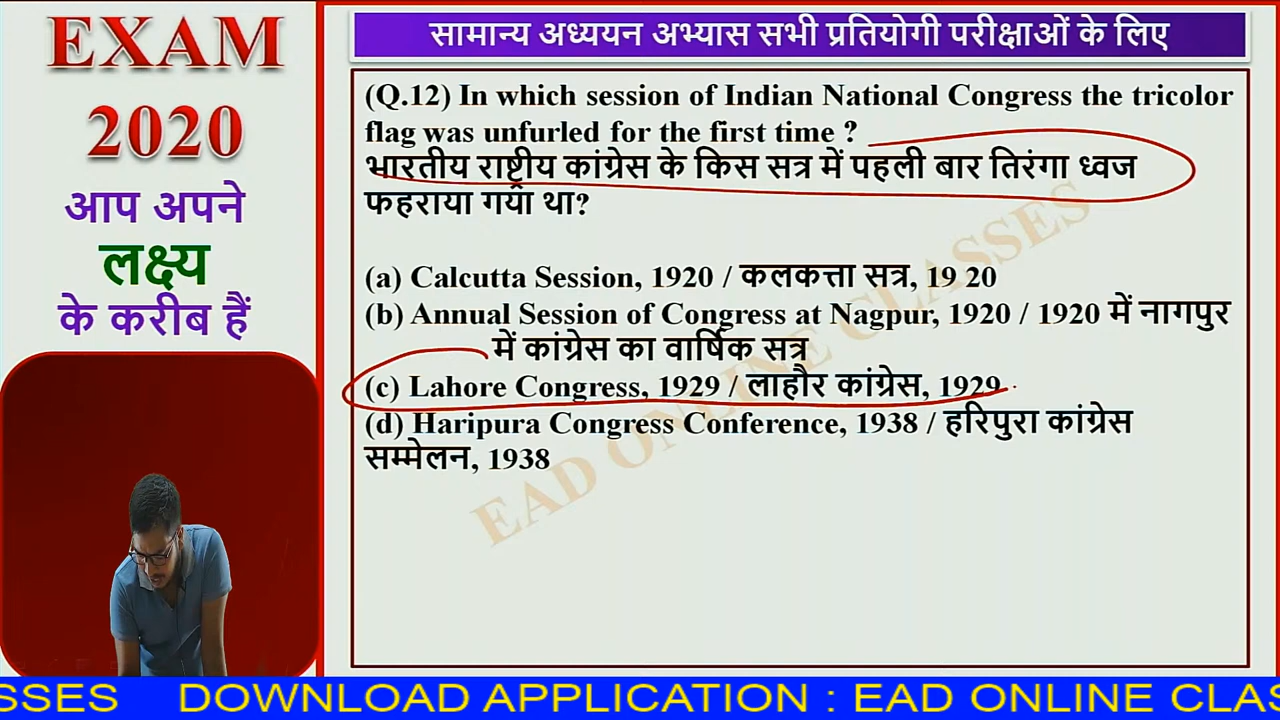 EXAM
2020
आप अपने
लक्ष्य
के करीब हैं
सामान्य अध्ययन अभ्यास सभी प्रतियोगी परीक्षाओं के लिए
(Q.12) In which session of Indian National Congress the tricolor
flag was unfurled for the first time ?
भारतीय राष्ट्रीय कांग्रेस के किस सत्र में पहली बार तिरंगा ध्वज
फहराया गया था?
(a) Calcutta Session, 1920 / कलकत्ता सत्र, 19 20
(b) Annual Session of Congress at Nagpur, 1920 / 1920 में नागपुर
में कांग्रेस का वार्षिक सत्र
(c) Lahore Congress, 1929 / लाहौर कांग्रेस, 1929
(d) Haripura Congress Conference, 1938 / हरिपुरा कांग्रेस
सम्मेलन, 1938
EAD ONLINE CLASSES
SSES DOWNLOAD APPLICATION : EAD ONLINE CLAS